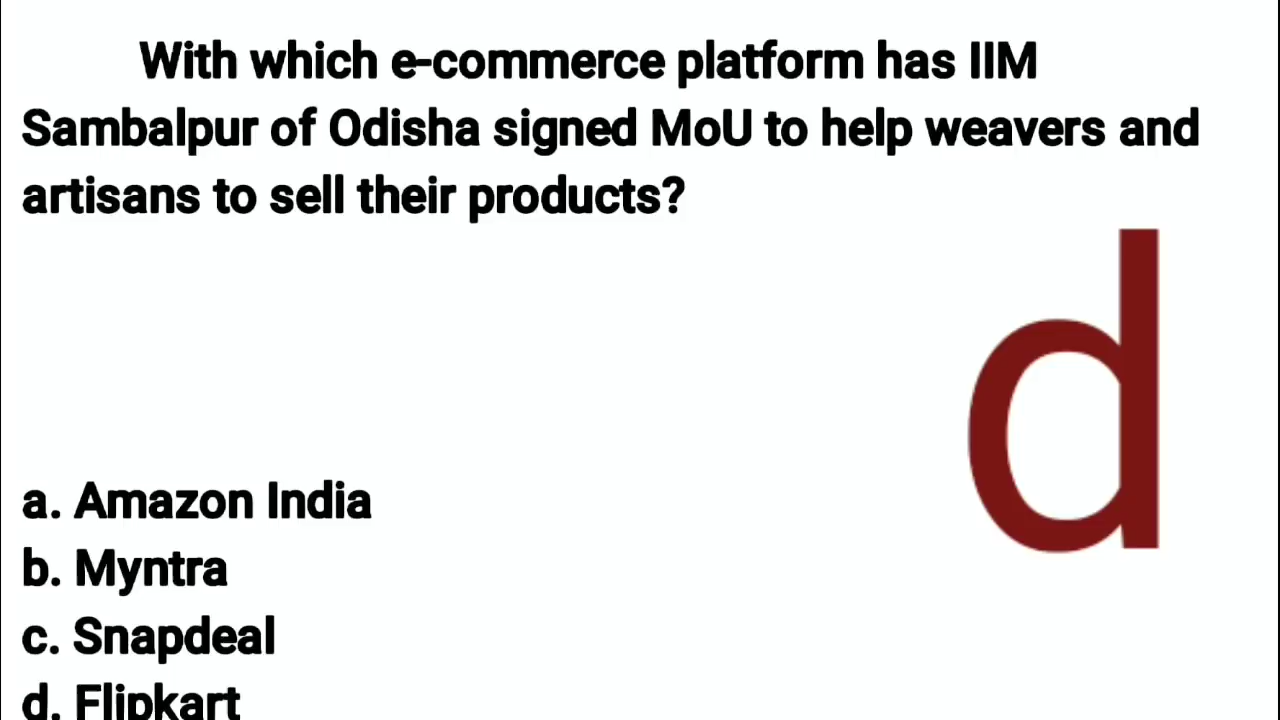 With which e-commerce platform has IIM
Sambalpur of Odisha signed MoU to help weavers and
artisans to sell their products?
d
a. Amazon India
b. Myntra
c. Snapdeal
d. Flipkart